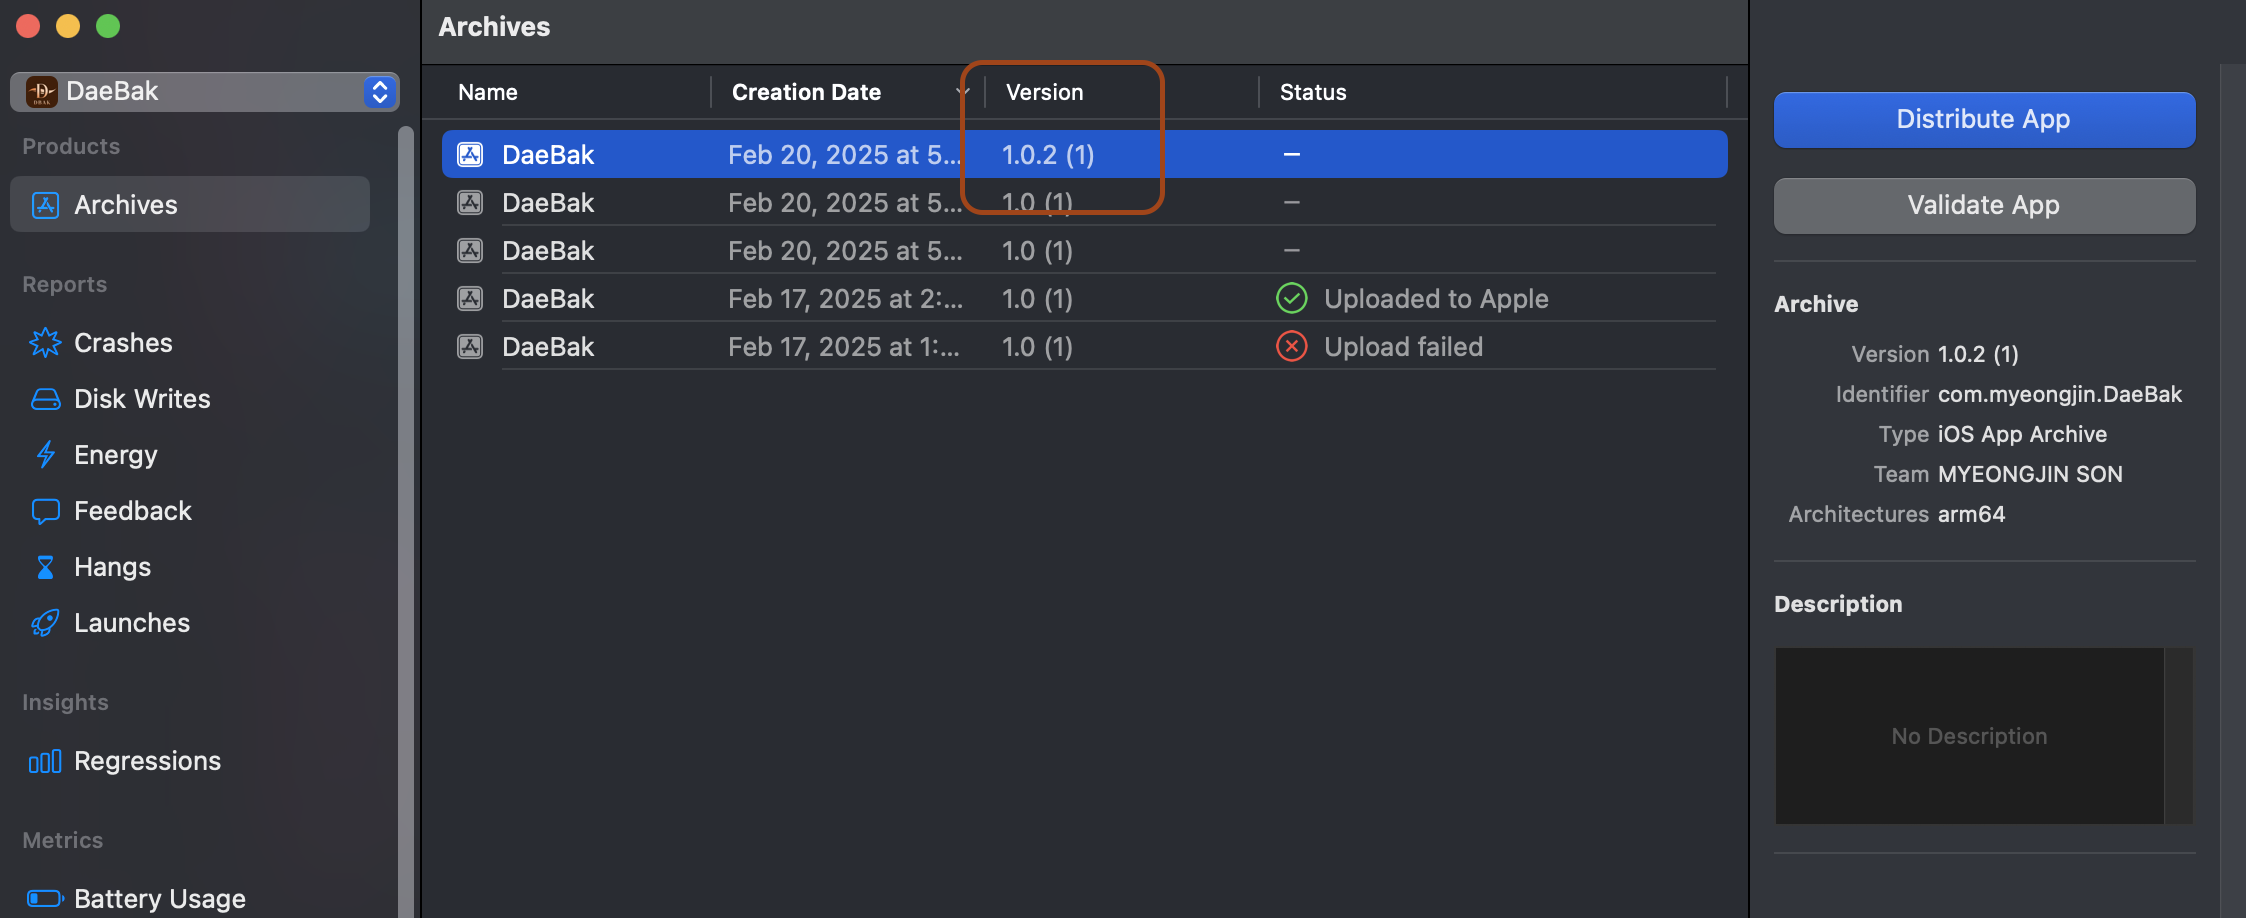 DaeBak
Products
Archives
Reports
Crashes
Disk Writes
Energy
Feedback
Hangs
Launches
Insights
Regressions
Metrics
Battery Usage
Archives
Name Creation Date Version Status
DaeBak Feb 20, 2025 at 5... 1.0.2 (1) –
DaeBak Feb 20, 2025 at 5... 1.0 (1) –
DaeBak Feb 20, 2025 at 5... 1.0 (1) –
DaeBak Feb 17, 2025 at 2:... 1.0 (1) Uploaded to Apple
DaeBak Feb 17, 2025 at 1:... 1.0 (1) Upload failed
Distribute App
Validate App
Archive
Version 1.0.2 (1)
Identifier com.myeongjin.DaeBak
Type iOS App Archive
Team MYEONGJIN SON
Architectures arm64
Description
No Description